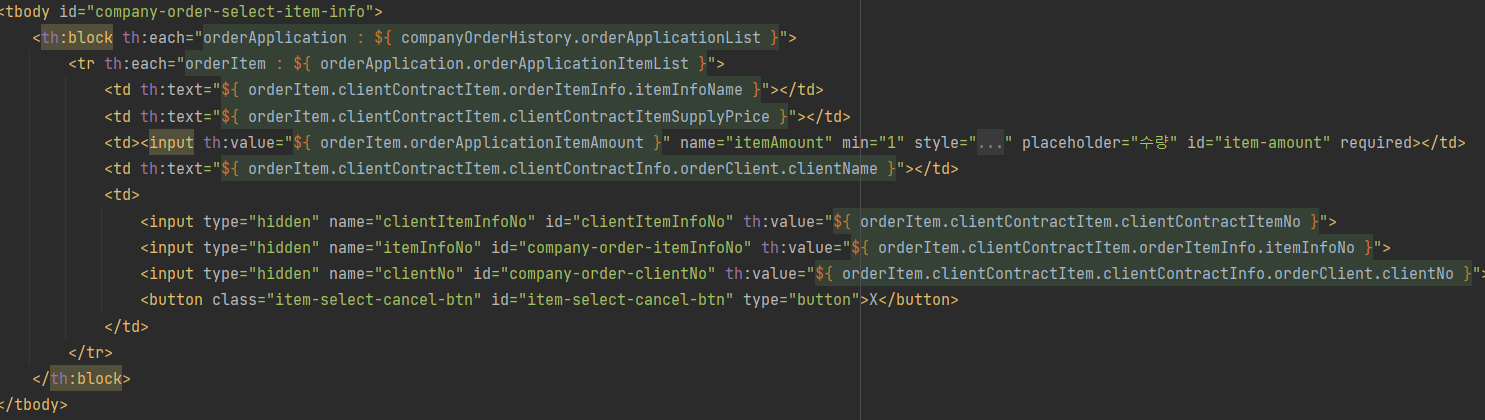 <tbody id="company-order-select-item-info">
<th:block th:each="orderApplication : ${ companyOrderHistory.orderApplicationList }">
<tr th:each="orderItem : ${ orderApplication.orderApplicationItemList }">
<td th:text="${ orderItem.clientContractItem.orderItemInfo.itemInfoName }"></td>
<td th:text="${ orderItem.clientContractItem.clientContractItemSupplyPrice }"></td>
<td><input th:value="${ orderItem.orderApplicationItemAmount }" name="itemAmount" min="1" style="..." placeholder="수량" id="item-amount" required></td>
<td th:text="${ orderItem.clientContractItem.clientContractInfo.orderClient.clientName }"></td>
<td>
<input type="hidden" name="clientItemInfoNo" id="clientItemInfoNo" th:value="${ orderItem.clientContractItem.clientContractItemNo }">
<input type="hidden" name="itemInfoNo" id="company-order-itemInfoNo" th:value="${ orderItem.clientContractItem.orderItemInfo.itemInfoNo }">
<input type="hidden" name="clientNo" id="company-order-clientNo" th:value="${ orderItem.clientContractItem.clientContractInfo.orderClient.clientNo }">
<button class="item-select-cancel-btn" id="item-select-cancel-btn" type="button">X</button>
</td>
</tr>
</th:block>
</tbody>